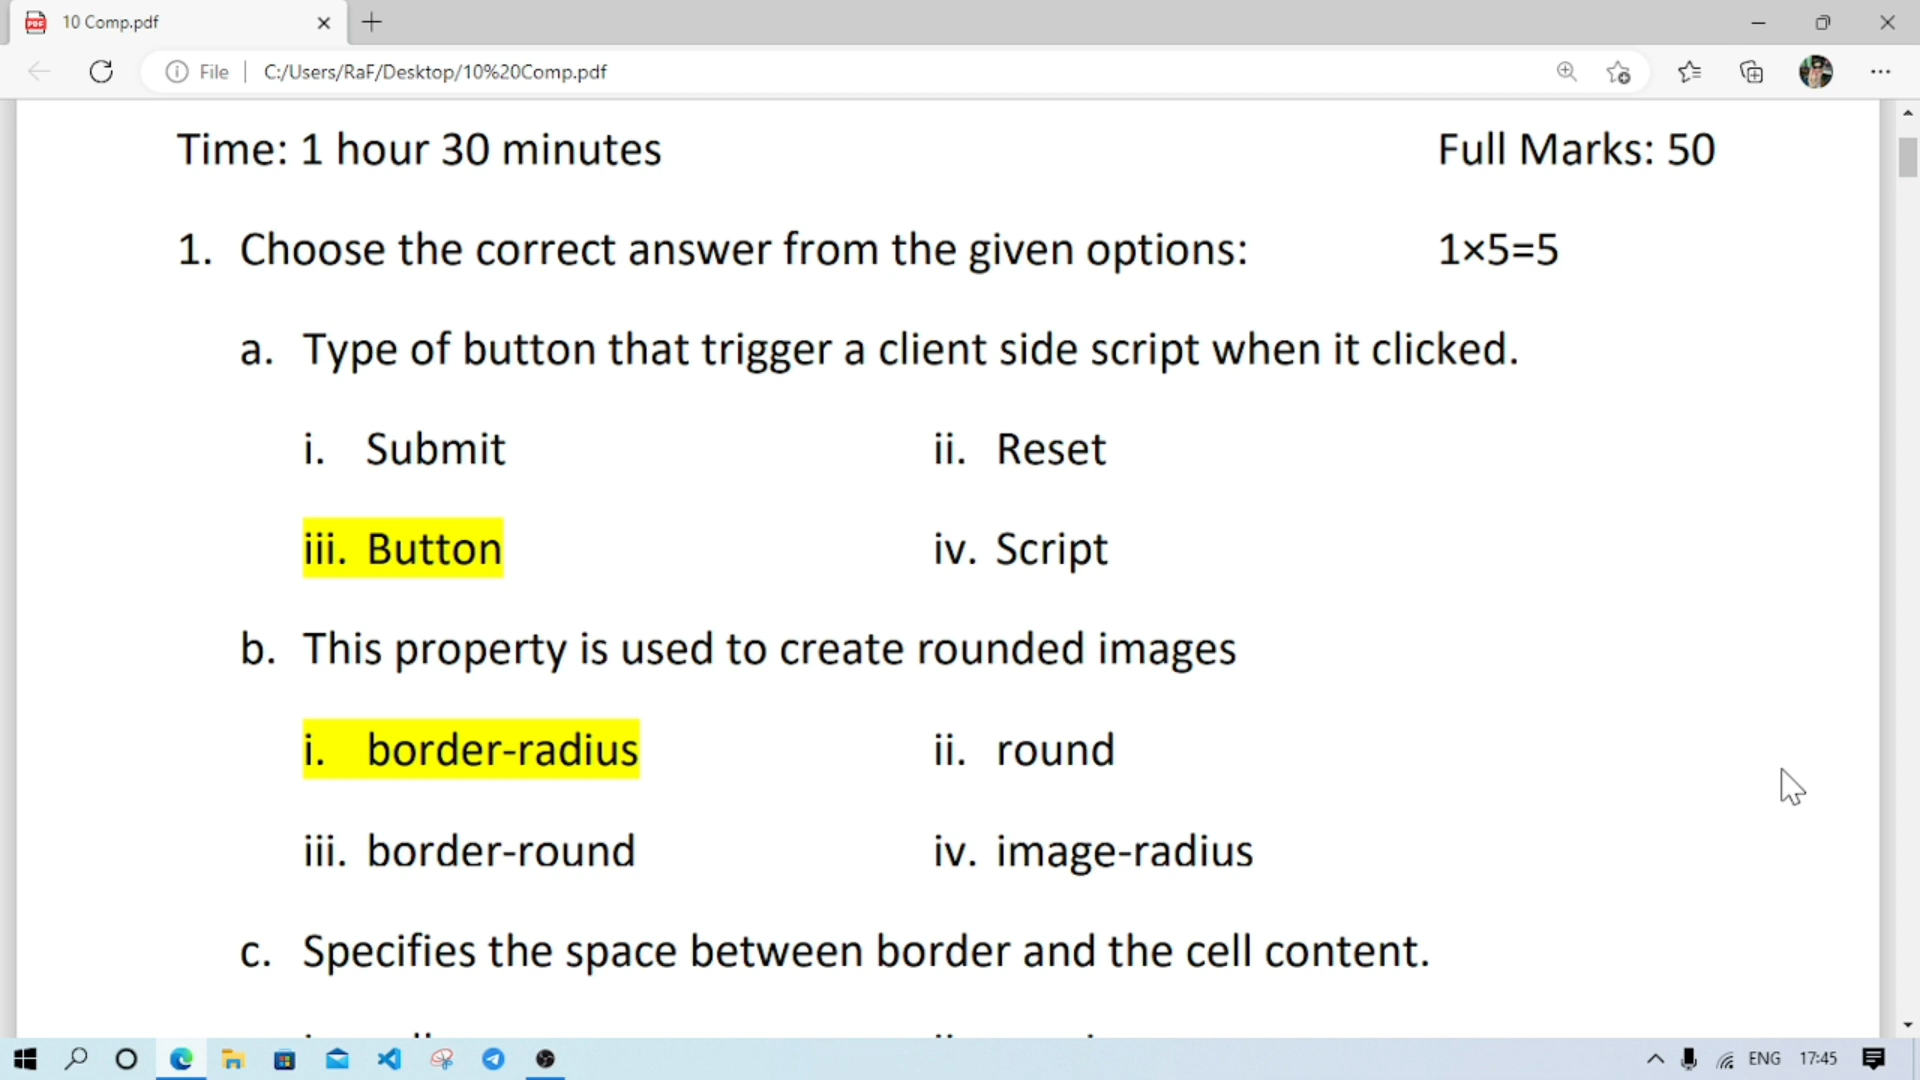 10 Comp.pdf
File | C:/Users/RaF/Desktop/10%20Comp.pdf
Time: 1 hour 30 minutes Full Marks: 50
1. Choose the correct answer from the given options: 1×5=5
a. Type of button that trigger a client side script when it clicked.
i. Submit ii. Reset
iii. Button iv. Script
b. This property is used to create rounded images
i. border-radius ii. round
iii. border-round iv. image-radius
c. Specifies the space between border and the cell content.
ENG 17:45